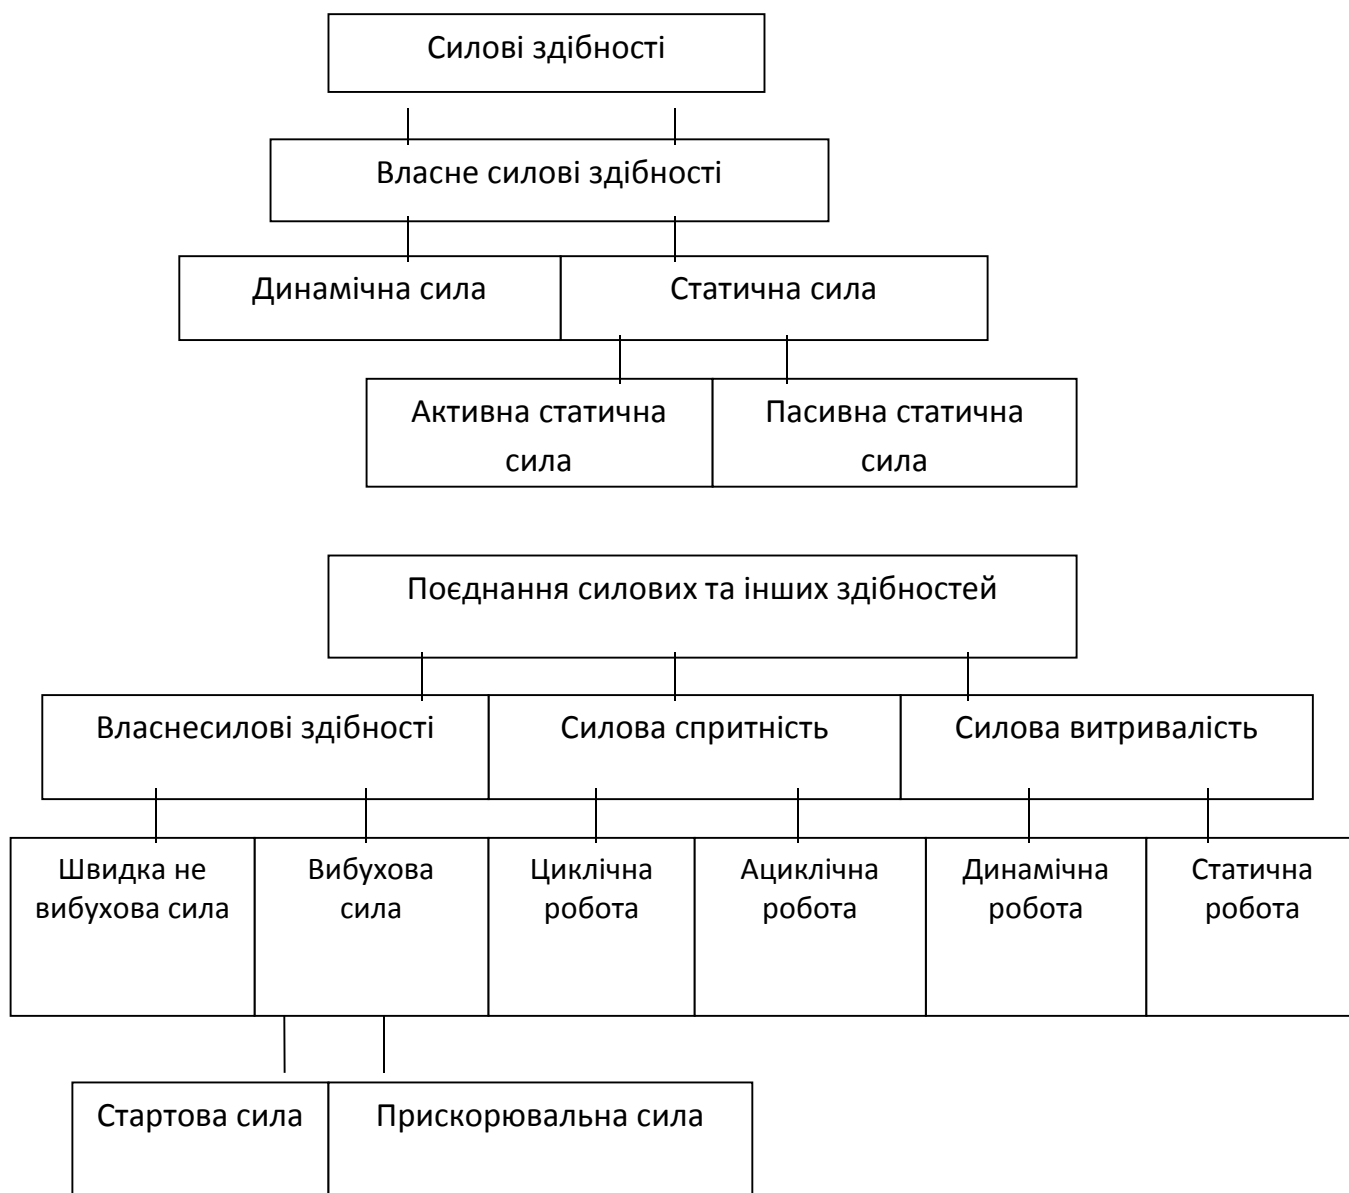 Силові здібності
Власне силові здібності
Динамічна сила
Статична сила
Активна статична
сила
Пасивна статична
сила
Поєднання силових та інших здібностей
Власнесилові здібності
Силова спритність
Силова витривалість
Швидка не
вибухова сила
Вибухова
сила
Циклічна
робота
Ациклічна
робота
Динамічна
робота
Статична
робота
Стартова сила
Прискорювальна сила